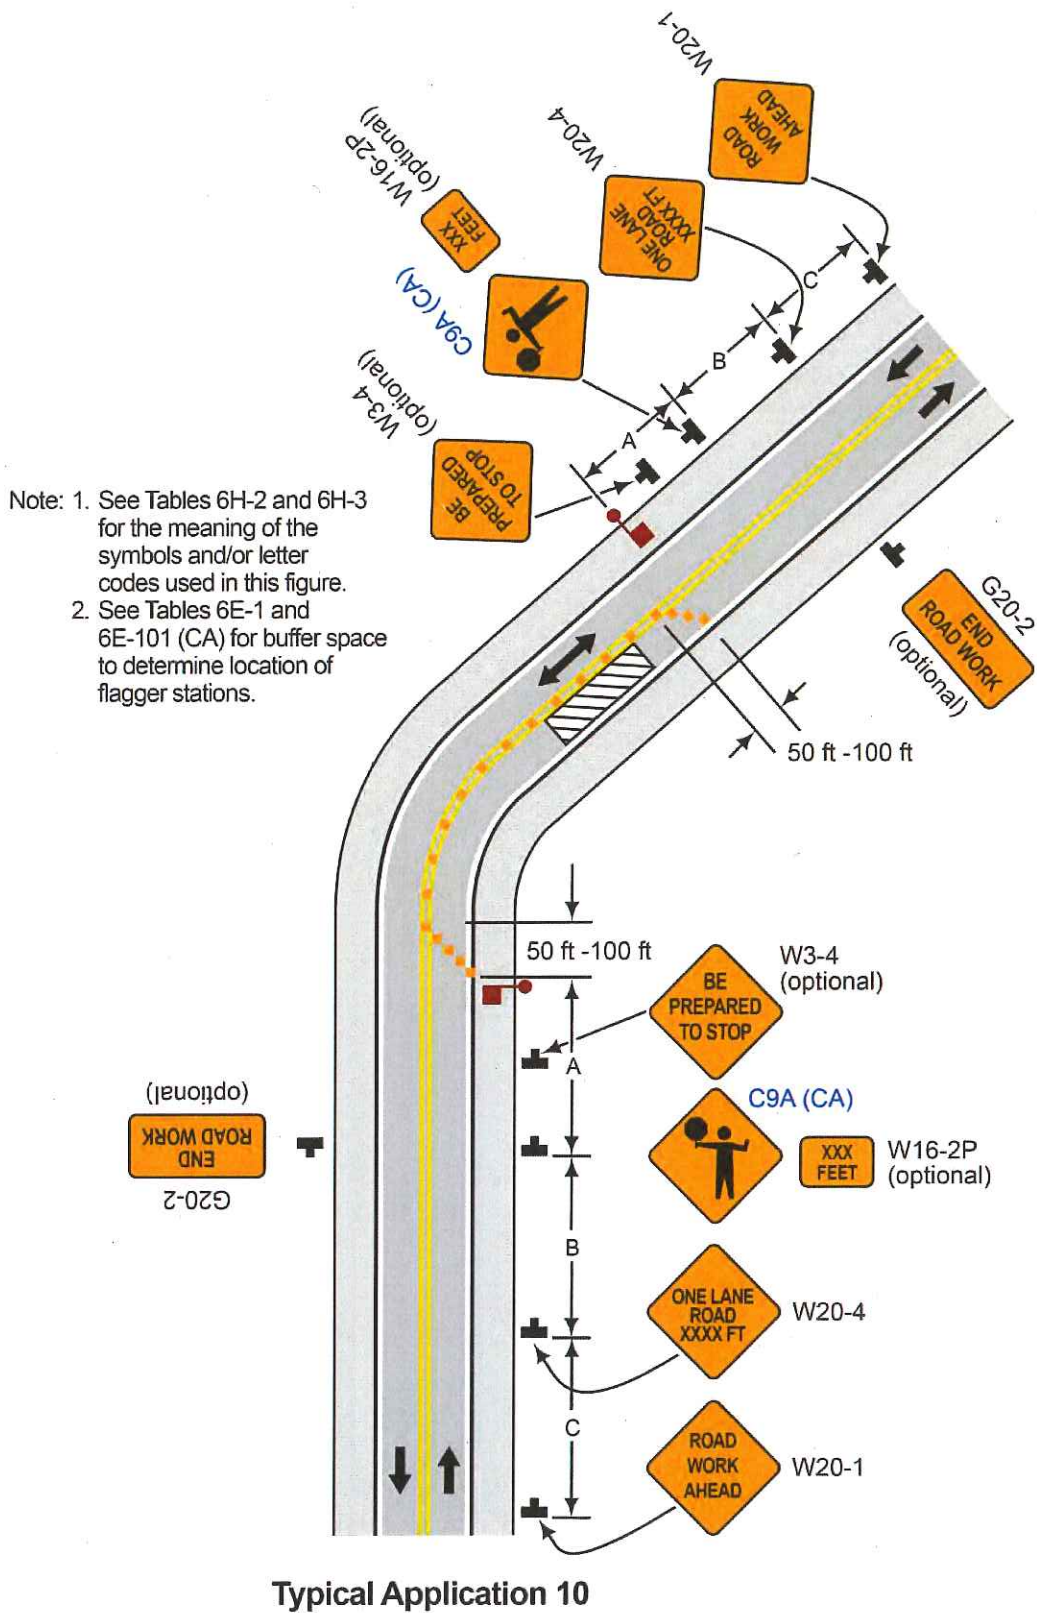 W20-1
ROAD
WORK
AHEAD
W20-4
ONE LANE
ROAD
XXXX FT
W16-2P
(optional)
XXX
FEET
C9A (CA)
W3-4
(optional)
BE
PREPARED
TO STOP
C
B
A
Note: 1. See Tables 6H-2 and 6H-3
for the meaning of the
symbols and/or letter
codes used in this figure.
2. See Tables 6E-1 and
6E-101 (CA) for buffer space
to determine location of
flagger stations.
G20-2
END
ROAD WORK
(optional)
50 ft -100 ft
50 ft -100 ft
BE
PREPARED
TO STOP
W3-4
(optional)
A
C9A (CA)
XXX
FEET
W16-2P
(optional)
G20-2
END
ROAD WORK
(optional)
B
ONE LANE
ROAD
XXXX FT
W20-4
C
ROAD
WORK
AHEAD
W20-1
Typical Application 10